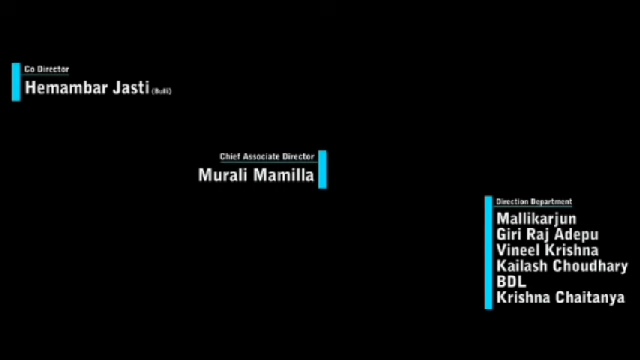 Co Director
Hemambar Jasti (Bulli)
Chief Associate Director
Murali Mamilla
Direction Department
Mallikarjun
Giri Raj Adepu
Vineel Krishna
Kailash Choudhary
BDL
Krishna Chaitanya